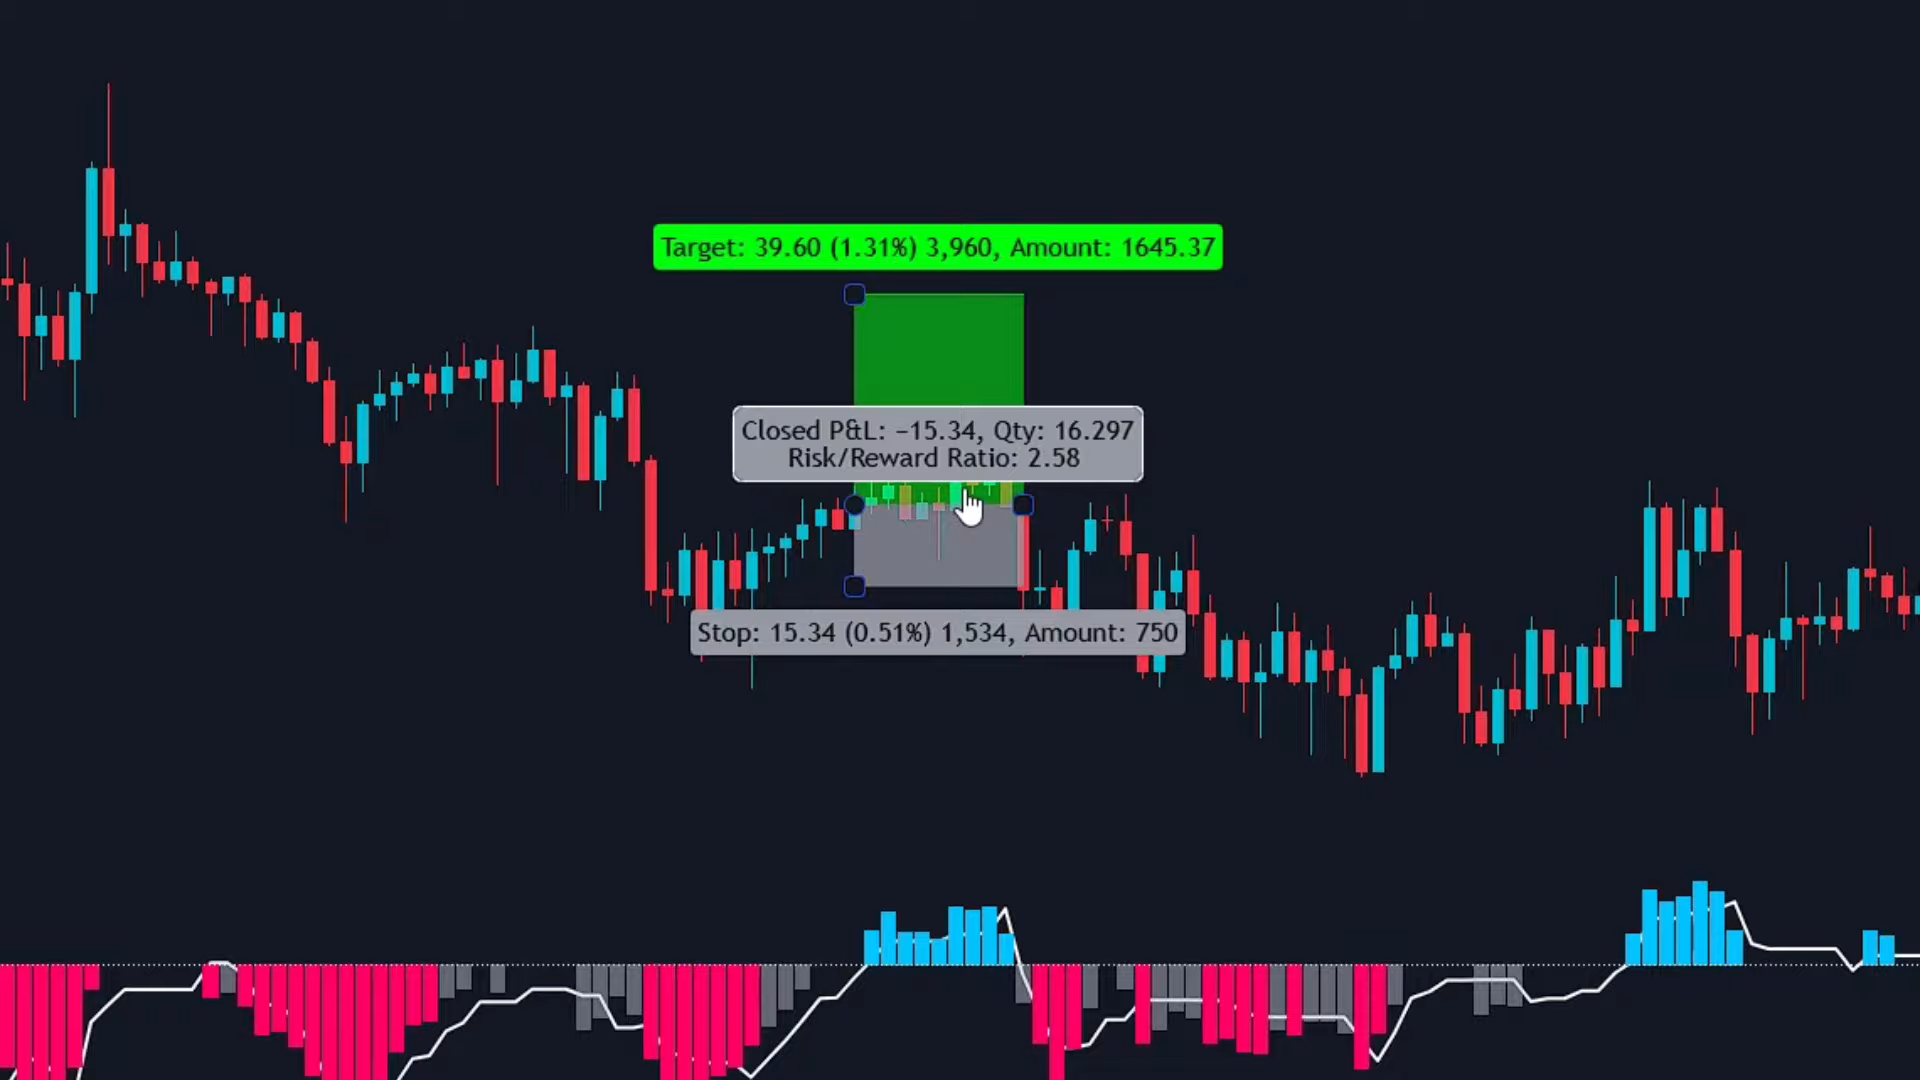 Target: 39.60 (1.31%) 3,960, Amount: 1645.37
Closed P&L: −15.34, Qty: 16.297
Risk/Reward Ratio: 2.58
Stop: 15.34 (0.51%) 1,534, Amount: 750